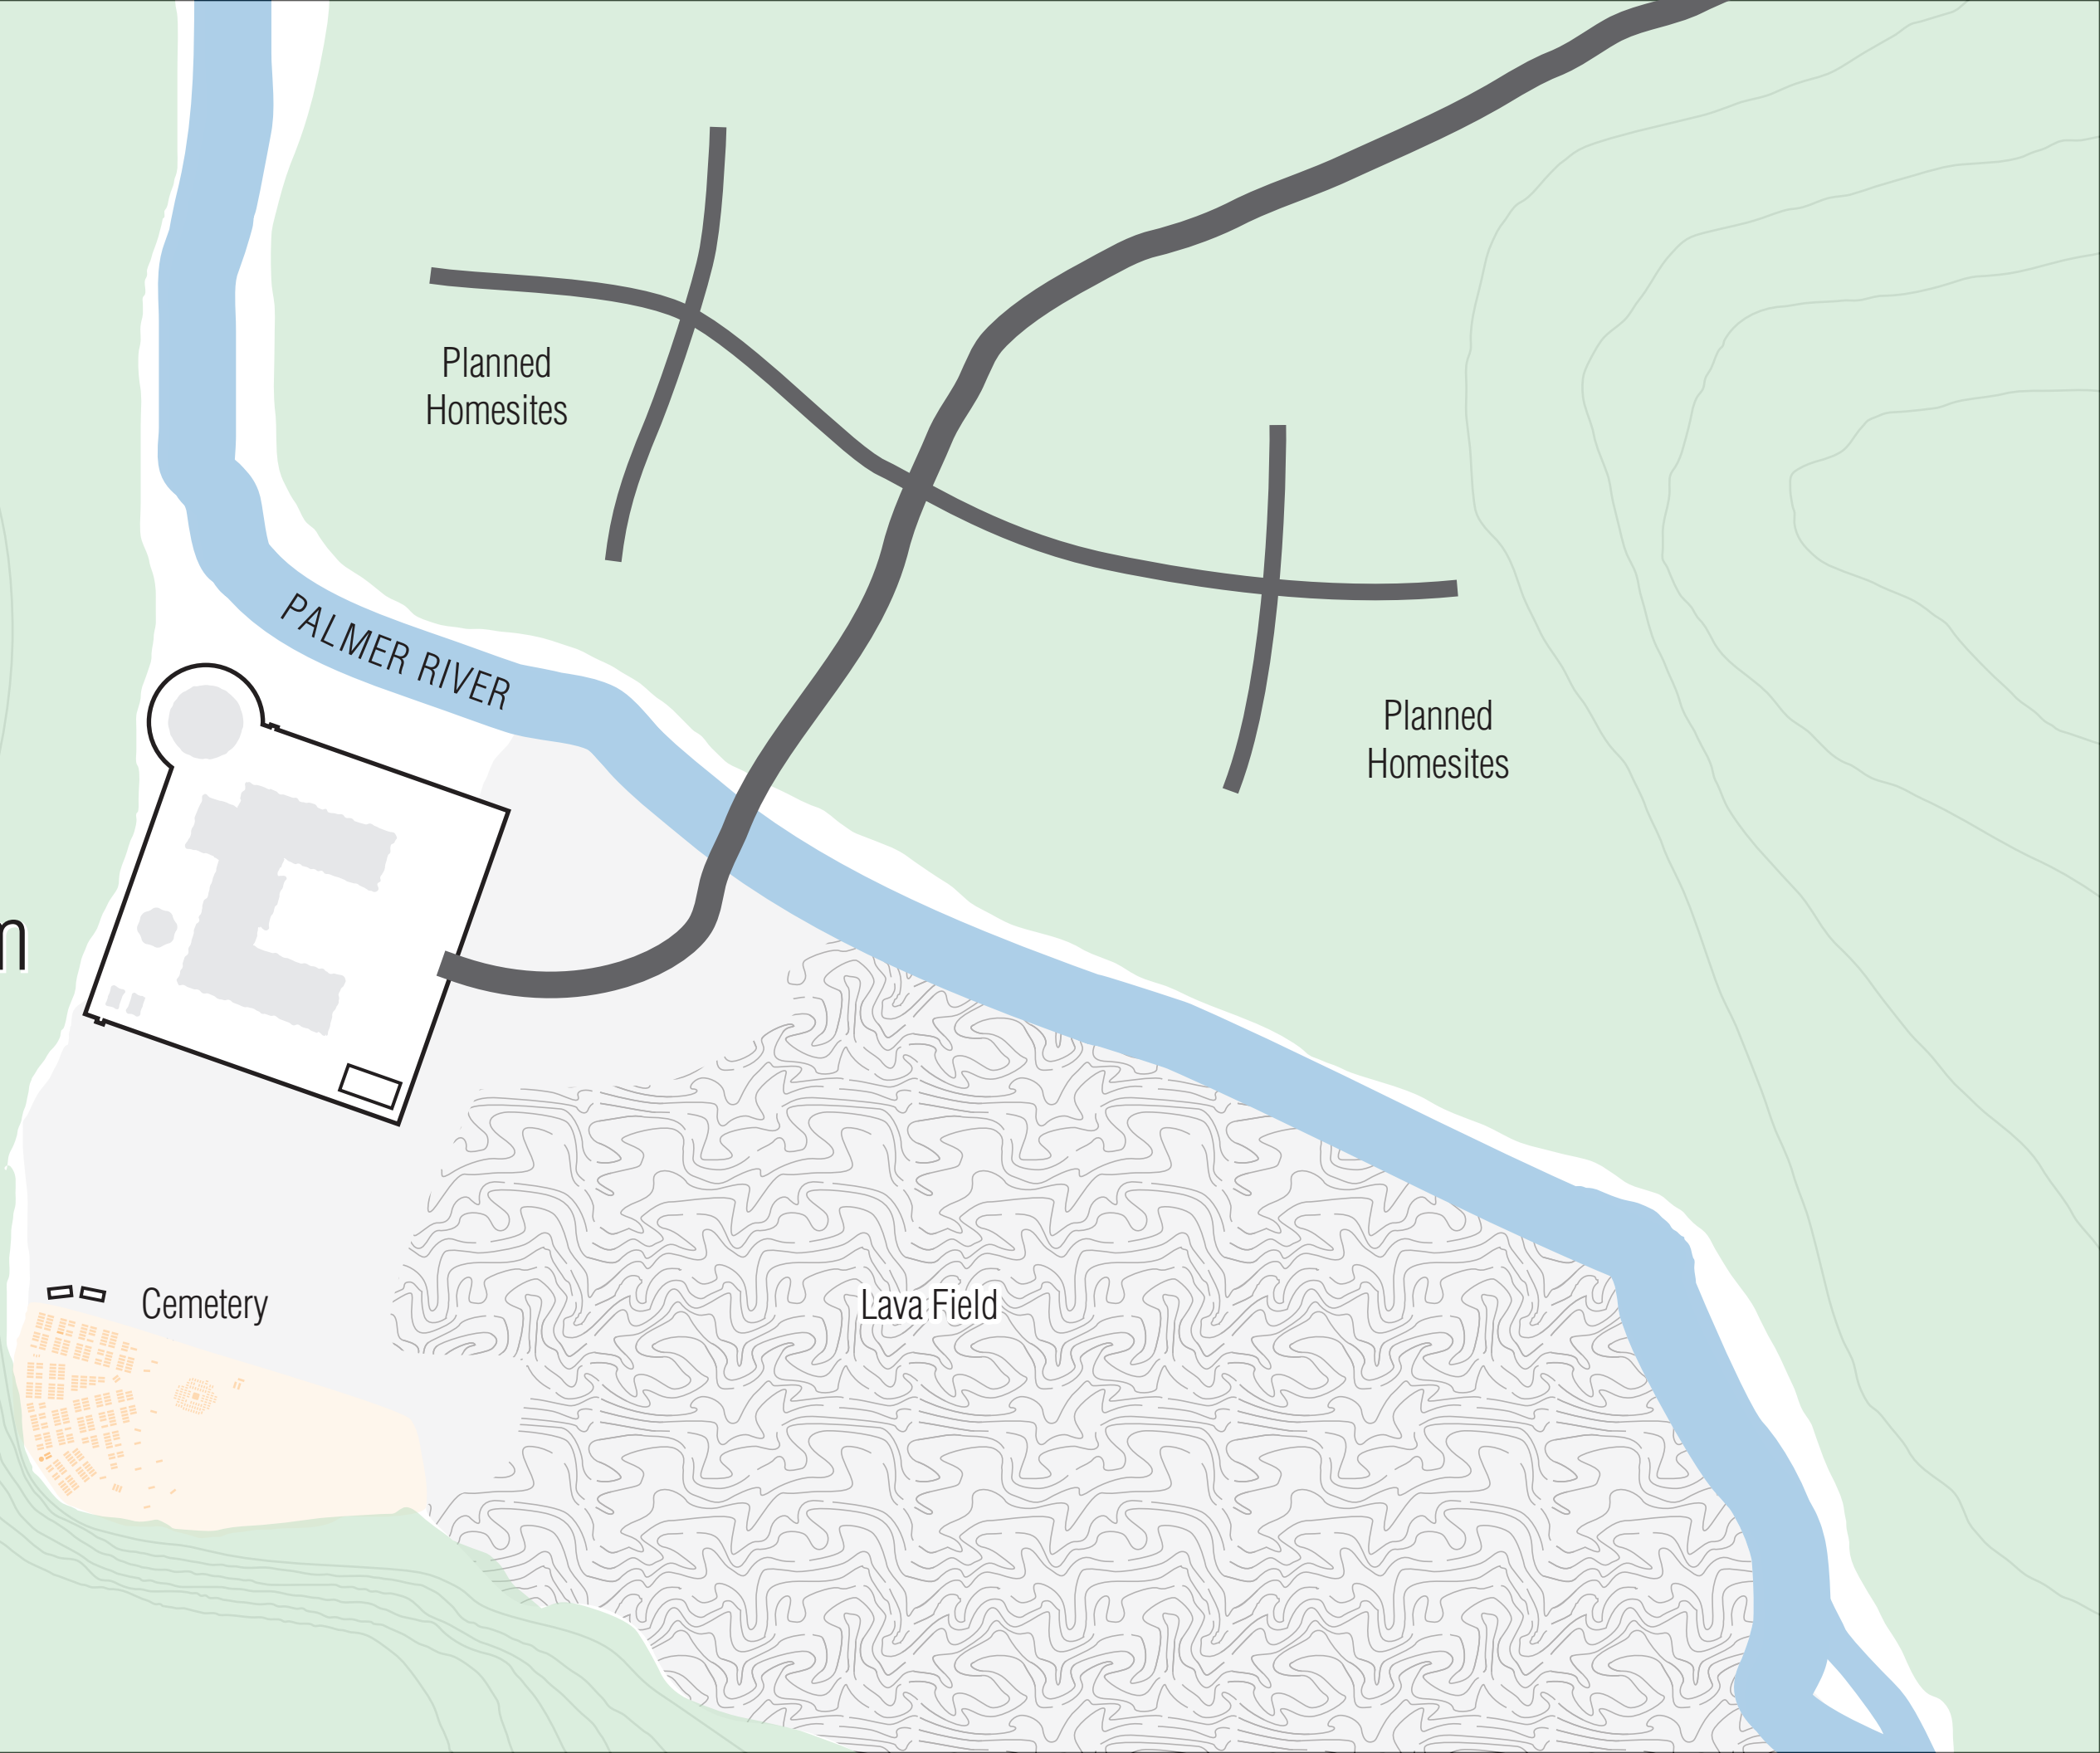 Planned
Homesites
PALMER RIVER
Planned
Homesites
m
Cemetery
Lava Field